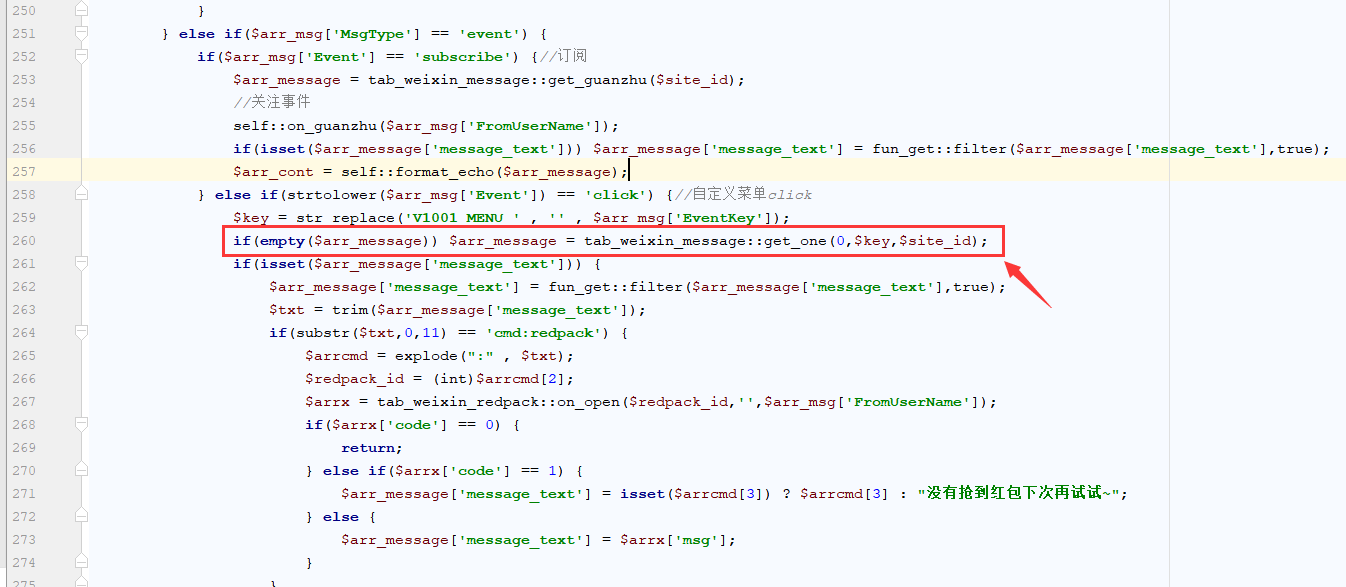 250 }
251 } else if($arr_msg['MsgType'] == 'event') {
252 if($arr_msg['Event'] == 'subscribe') {//订阅
253 $arr_message = tab_weixin_message::get_guanzhu($site_id);
254 //关注事件
255 self::on_guanzhu($arr_msg['FromUserName']);
256 if(isset($arr_message['message_text'])) $arr_message['message_text'] = fun_get::filter($arr_message['message_text'],true);
257 $arr_cont = self::format_echo($arr_message);
258 } else if(strtolower($arr_msg['Event']) == 'click') {//自定义菜单click
259 $key = str_replace('V1001_MENU_' , '' , $arr_msg['EventKey']);
260 if(empty($arr_message)) $arr_message = tab_weixin_message::get_one(0,$key,$site_id);
261 if(isset($arr_message['message_text'])) {
262 $arr_message['message_text'] = fun_get::filter($arr_message['message_text'],true);
263 $txt = trim($arr_message['message_text']);
264 if(substr($txt,0,11) == 'cmd:redpack') {
265 $arrcmd = explode(":" , $txt);
266 $redpack_id = (int)$arrcmd[2];
267 $arrx = tab_weixin_redpack::on_open($redpack_id,'',$arr_msg['FromUserName']);
268 if($arrx['code'] == 0) {
269 return;
270 } else if($arrx['code'] == 1) {
271 $arr_message['message_text'] = isset($arrcmd[3]) ? $arrcmd[3] : "没有抢到红包下次再试试~";
272 } else {
273 $arr_message['message_text'] = $arrx['msg'];
274 }
275 }